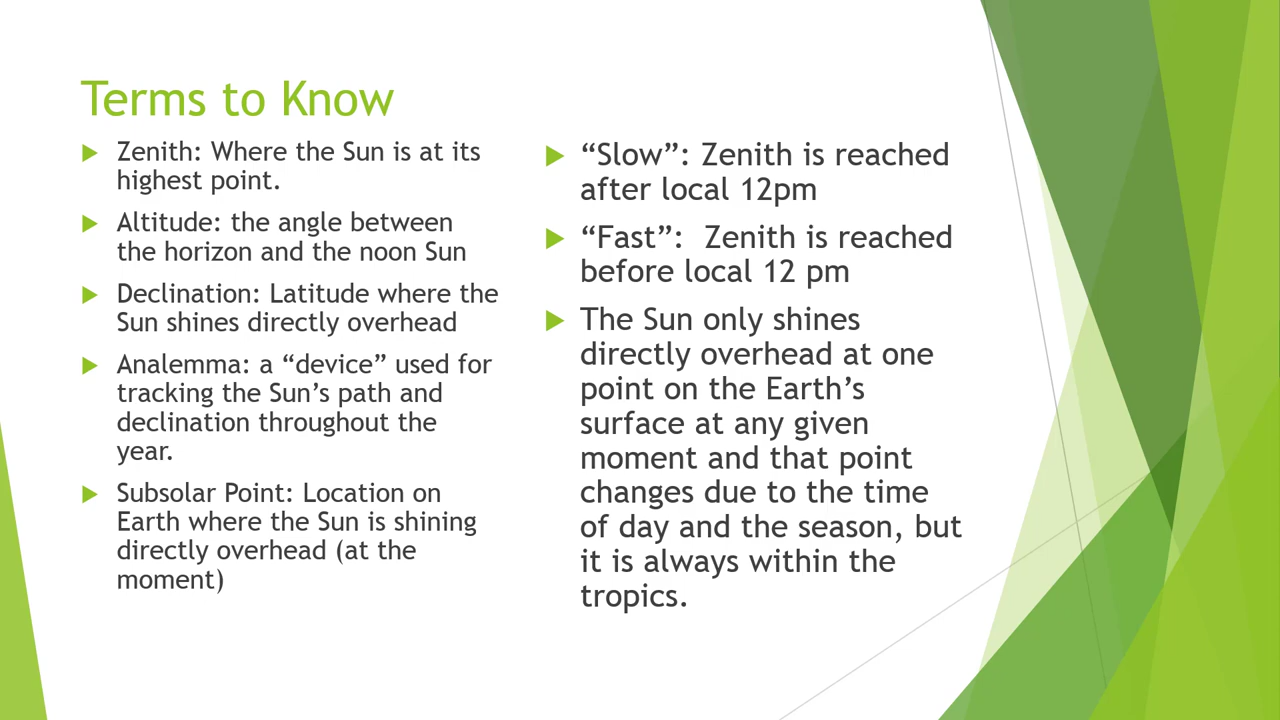 Terms to Know
Zenith: Where the Sun is at its
highest point.
Altitude: the angle between
the horizon and the noon Sun
Declination: Latitude where the
Sun shines directly overhead
Analemma: a “device” used for
tracking the Sun’s path and
declination throughout the
year.
Subsolar Point: Location on
Earth where the Sun is shining
directly overhead (at the
moment)
“Slow”: Zenith is reached
after local 12pm
“Fast”:  Zenith is reached
before local 12 pm
The Sun only shines
directly overhead at one
point on the Earth’s
surface at any given
moment and that point
changes due to the time
of day and the season, but
it is always within the
tropics.